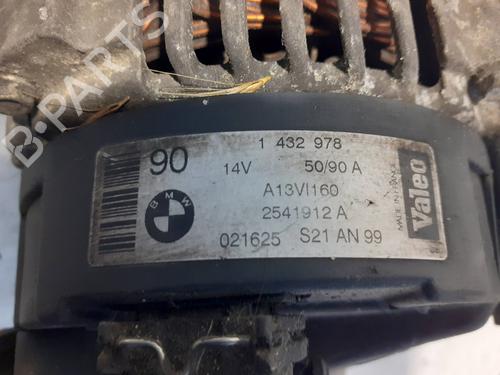 B-PARTS
1 432 978
90
14V 50/90 A
A13VI160
2541912 A
021625 S21 AN 99
BMW
MADE IN FRANCE
Valeo